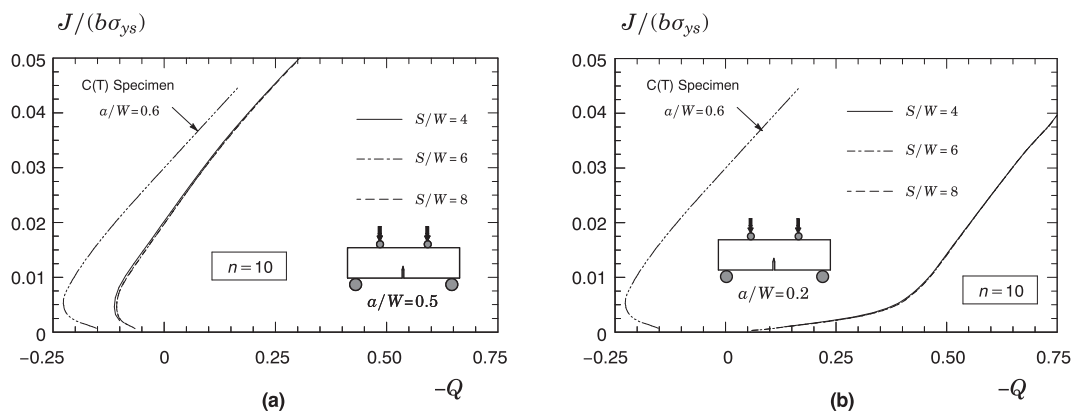 J/(bσys)
0.05
0.04
0.03
0.02
0.01
0
C(T) Specimen
a/W=0.6
S/W=4
S/W=6
S/W=8
n=10
a/W=0.5
−0.25 0 0.25 0.50 0.75
−Q
(a)
J/(bσys)
0.05
0.04
0.03
0.02
0.01
0
C(T) Specimen
a/W=0.6
S/W=4
S/W=6
S/W=8
a/W=0.2
n=10
−0.25 0 0.25 0.50 0.75
−Q
(b)